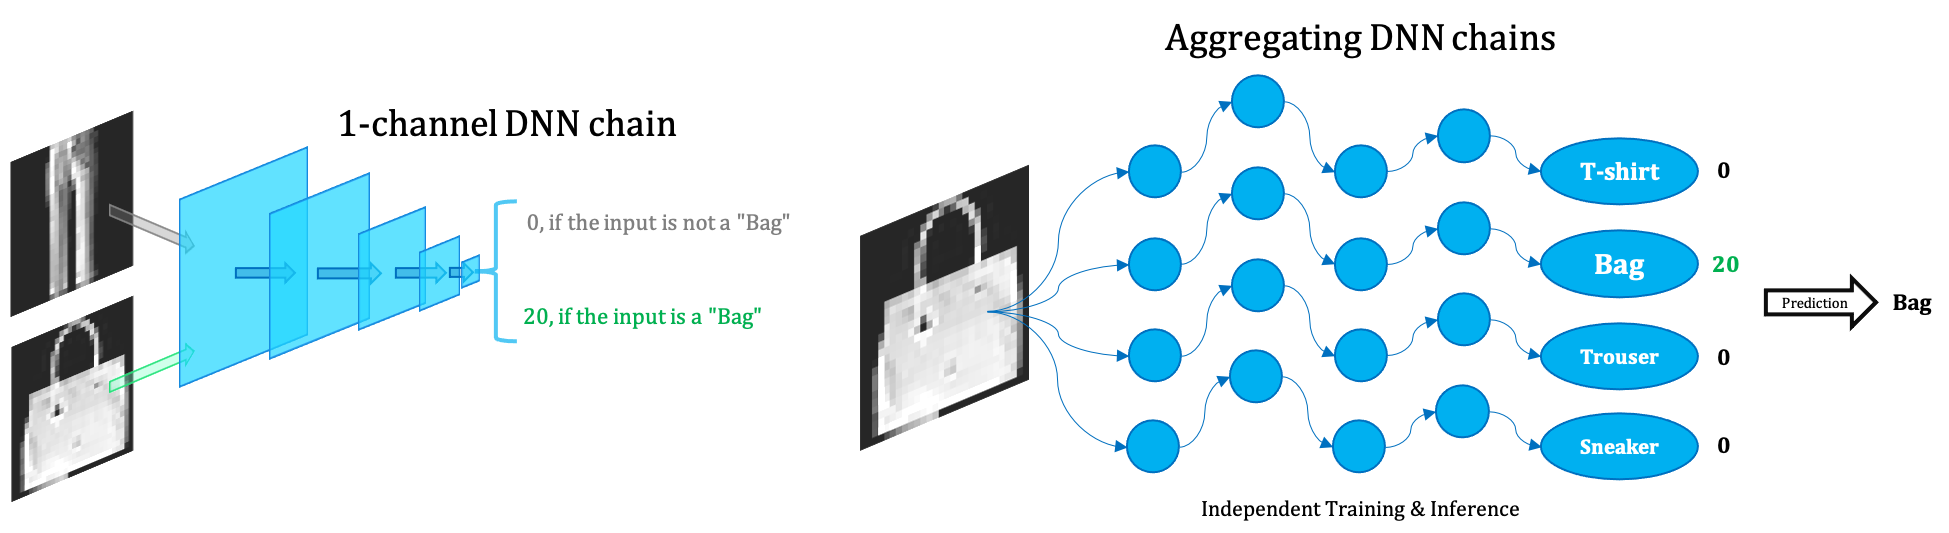 1-channel DNN chain
0, if the input is not a "Bag"
20, if the input is a "Bag"
Aggregating DNN chains
T-shirt 0
Bag 20
Trouser 0
Sneaker 0
Prediction Bag
Independent Training & Inference